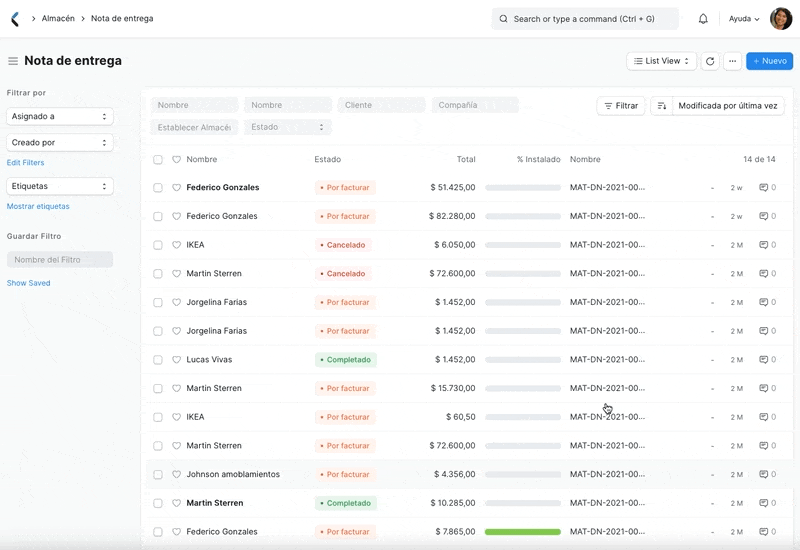 Almacén > Nota de entrega
Search or type a command (Ctrl + G)
Ayuda
Nota de entrega
List View
+ Nuevo
Filtrar por
Asignado a
Creado por
Edit Filters
Etiquetas
Mostrar etiquetas
Guardar Filtro
Nombre del Filtro
Show Saved
Nombre Nombre Cliente Compañía
Establecer Almacé Estado
Filtrar
Modificada por última vez
Nombre Estado Total % Instalado Nombre 14 de 14
Federico Gonzales • Por facturar $ 51.425,00 MAT-DN-2021-00... - 2 w 0
Federico Gonzales • Por facturar $ 82.280,00 MAT-DN-2021-00... - 2 w 0
IKEA • Cancelado $ 6.050,00 MAT-DN-2021-00... - 2 M 0
Martin Sterren • Cancelado $ 72.600,00 MAT-DN-2021-00... - 2 M 0
Jorgelina Farias • Por facturar $ 1.452,00 MAT-DN-2021-00... - 2 M 0
Jorgelina Farias • Por facturar $ 1.452,00 MAT-DN-2021-00... - 2 M 0
Lucas Vivas • Completado $ 1.452,00 MAT-DN-2021-00... - 2 M 0
Martin Sterren • Por facturar $ 15.730,00 MAT-DN-2021-00... - 2 M 0
IKEA • Por facturar $ 60,50 MAT-DN-2021-00... - 2 M 0
Martin Sterren • Por facturar $ 72.600,00 MAT-DN-2021-00... - 2 M 0
Johnson amoblamientos • Por facturar $ 4.356,00 MAT-DN-2021-00... - 2 M 0
Martin Sterren • Completado $ 10.285,00 MAT-DN-2021-00... - 2 M 0
Federico Gonzales • Por facturar $ 7.865,00 MAT-DN-2021-00... - 2 M 0